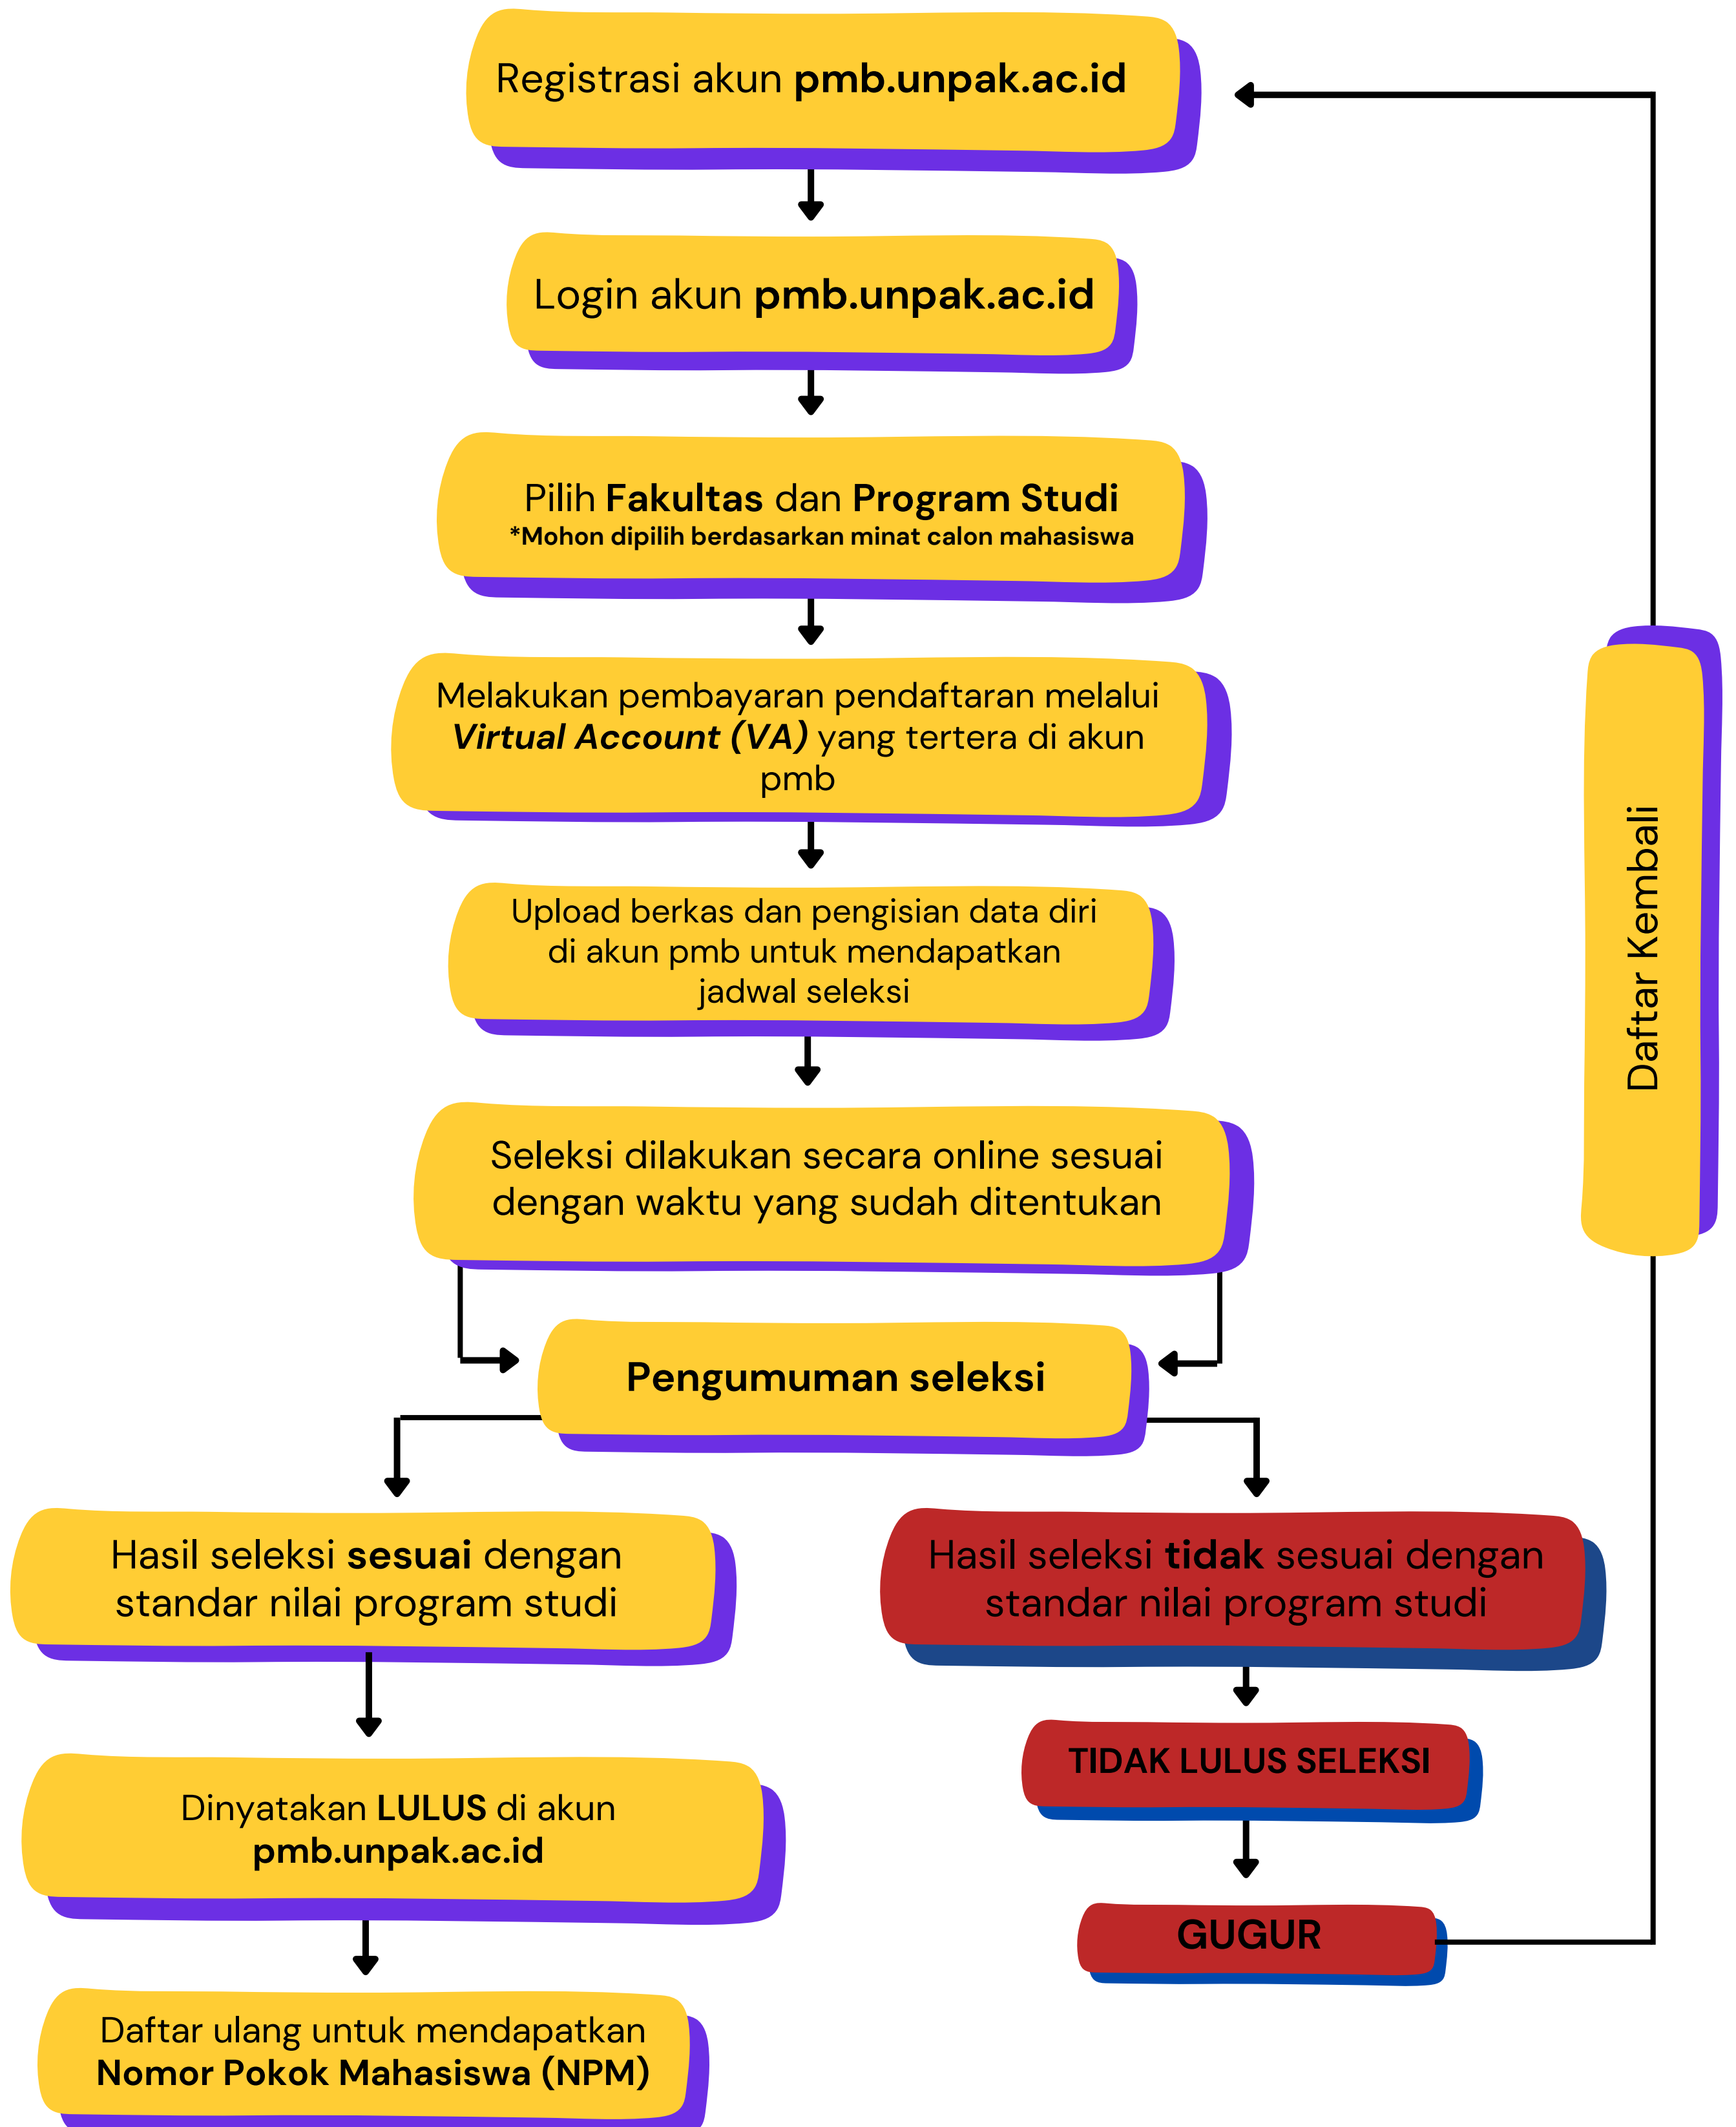 Registrasi akun pmb.unpak.ac.id
Login akun pmb.unpak.ac.id
Pilih Fakultas dan Program Studi
*Mohon dipilih berdasarkan minat calon mahasiswa
Melakukan pembayaran pendaftaran melalui
Virtual Account (VA) yang tertera di akun
pmb
Upload berkas dan pengisian data diri
di akun pmb untuk mendapatkan
jadwal seleksi
Seleksi dilakukan secara online sesuai
dengan waktu yang sudah ditentukan
Pengumuman seleksi
Hasil seleksi sesuai dengan
standar nilai program studi
Dinyatakan LULUS di akun
pmb.unpak.ac.id
Daftar ulang untuk mendapatkan
Nomor Pokok Mahasiswa (NPM)
Hasil seleksi tidak sesuai dengan
standar nilai program studi
TIDAK LULUS SELEKSI
GUGUR
Daftar Kembali